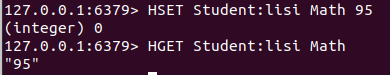 127.0.0.1:6379> HSET Student:lisi Math 95
(integer) 0
127.0.0.1:6379> HGET Student:lisi Math
"95"